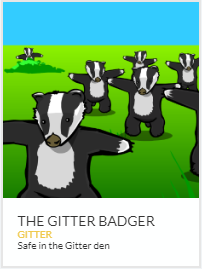 THE GITTER BADGER
GITTER
Safe in the Gitter den